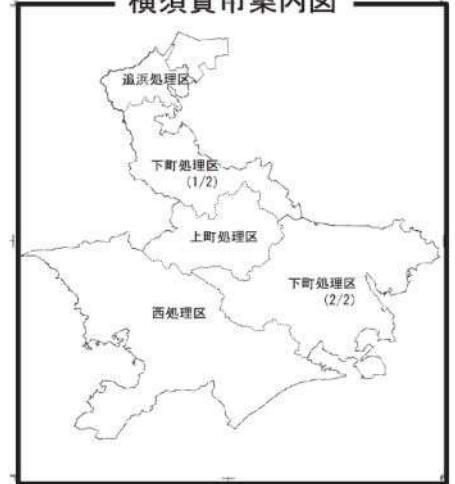 横須賀市案内図
追浜処理区
下町処理区
(1/2)
上町処理区
下町処理区
(2/2)
西処理区